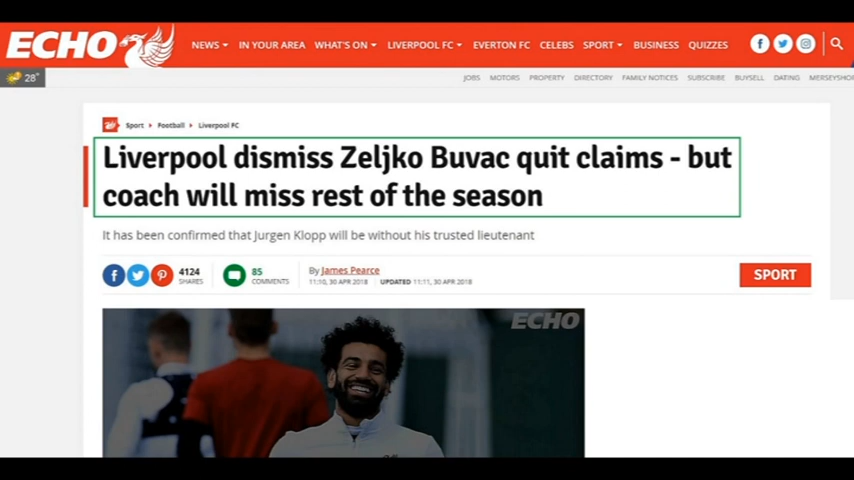 ECHO
NEWS IN YOUR AREA WHAT'S ON LIVERPOOL FC EVERTON FC CELEBS SPORT BUSINESS QUIZZES
28°
JOBS MOTORS PROPERTY DIRECTORY FAMILY NOTICES SUBSCRIBE BUYSELL DATING MERSEYSHOP
Sport Football Liverpool FC
Liverpool dismiss Zeljko Buvac quit claims - but
coach will miss rest of the season
It has been confirmed that Jurgen Klopp will be without his trusted lieutenant
4124
SHARES
85
COMMENTS
By James Pearce
11:10, 30 APR 2018 UPDATED 11:11, 30 APR 2018
SPORT
ECHO